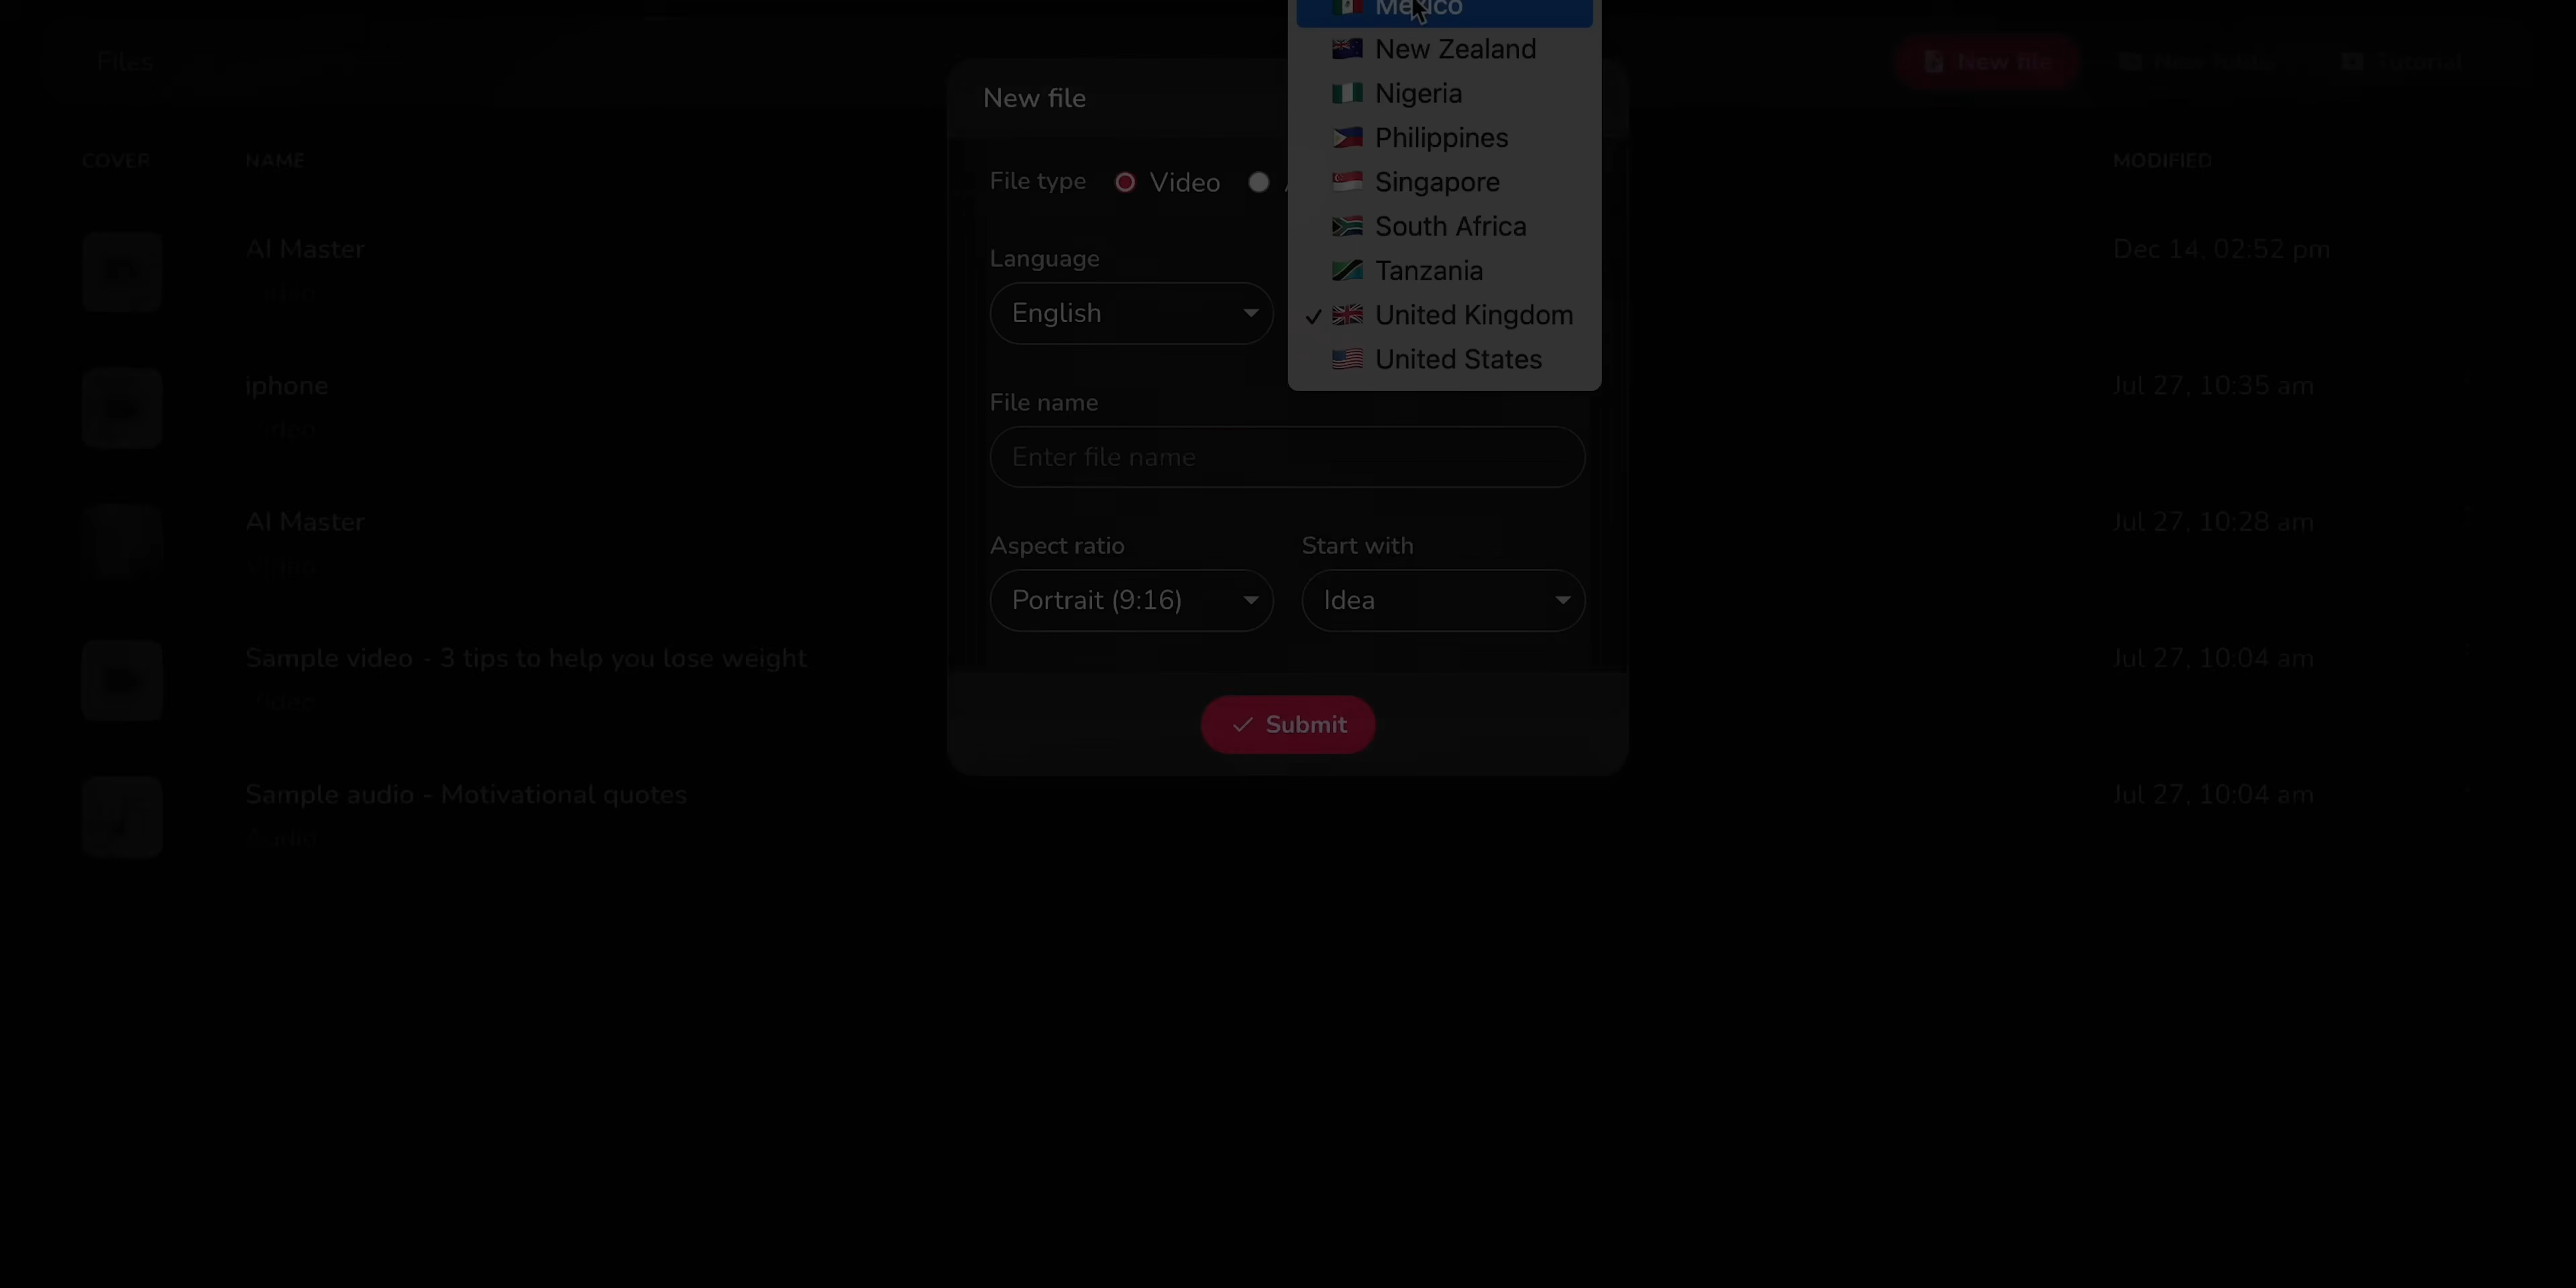 Mexico
Files
New file
Tutorial
New Zealand
New file
Nigeria
Philippines
COVER
NAME
MODIFIED
File type
Video
Singapore
South Africa
AI Master
Dec 14, 02:52 pm
Language
Tanzania
English
United Kingdom
United States
iphone
Jul 27, 10:35 am
File name
Enter file name
AI Master
Jul 27, 10:28 am
Aspect ratio
Start with
Portrait (9:16)
Idea
Sample video - 3 tips to help you lose weight
Jul 27, 10:04 am
Submit
Sample audio - Motivational quotes
Jul 27, 10:04 am